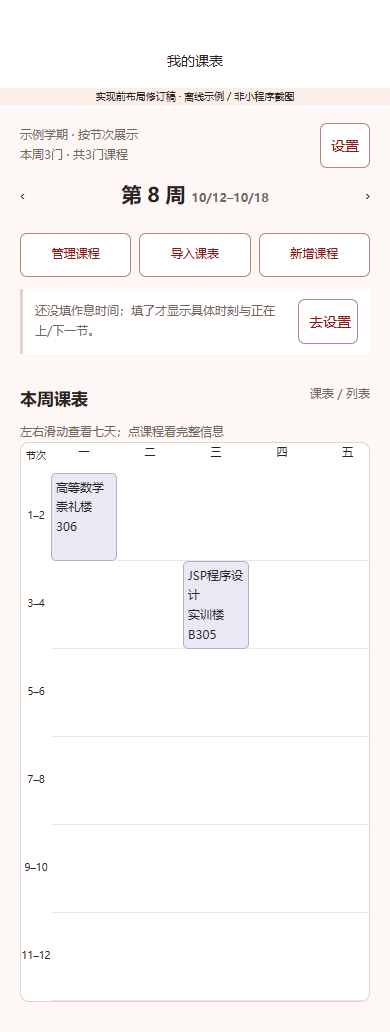 我的课表
实现前布局修订稿 · 离线示例 / 非小程序截图
示例学期 · 按节次展示
本周3门 · 共3门课程
设置
‹ 第 8 周 10/12–10/18 ›
管理课程 导入课表 新增课程
还没填作息时间；填了才显示具体时刻与正在
上/下一节。
去设置
本周课表 课表 / 列表
左右滑动查看七天；点课程看完整信息
节次 一 二 三 四 五
1–2
高等数学
崇礼楼
306
3–4
JSP程序设
计
实训楼
B305
5–6
7–8
9–10
11–12